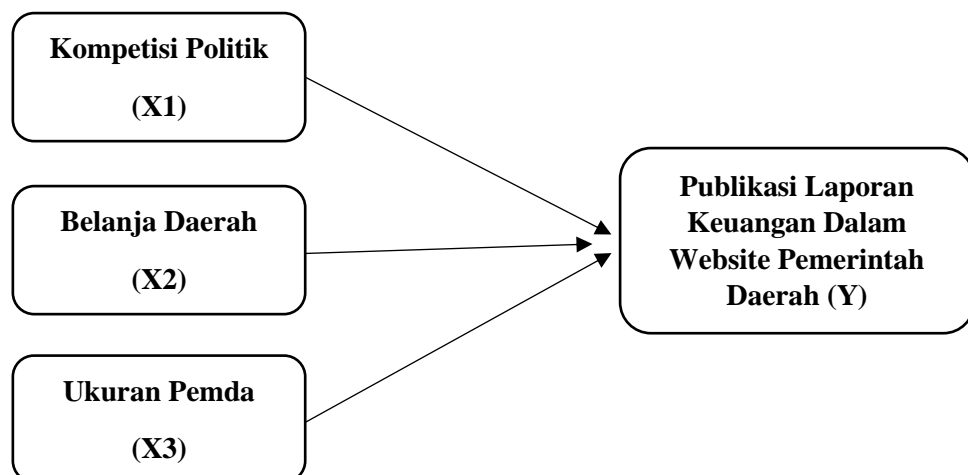 Kompetisi Politik
(X1)
Belanja Daerah
(X2)
Ukuran Pemda
(X3)
Publikasi Laporan
Keuangan Dalam
Website Pemerintah
Daerah (Y)